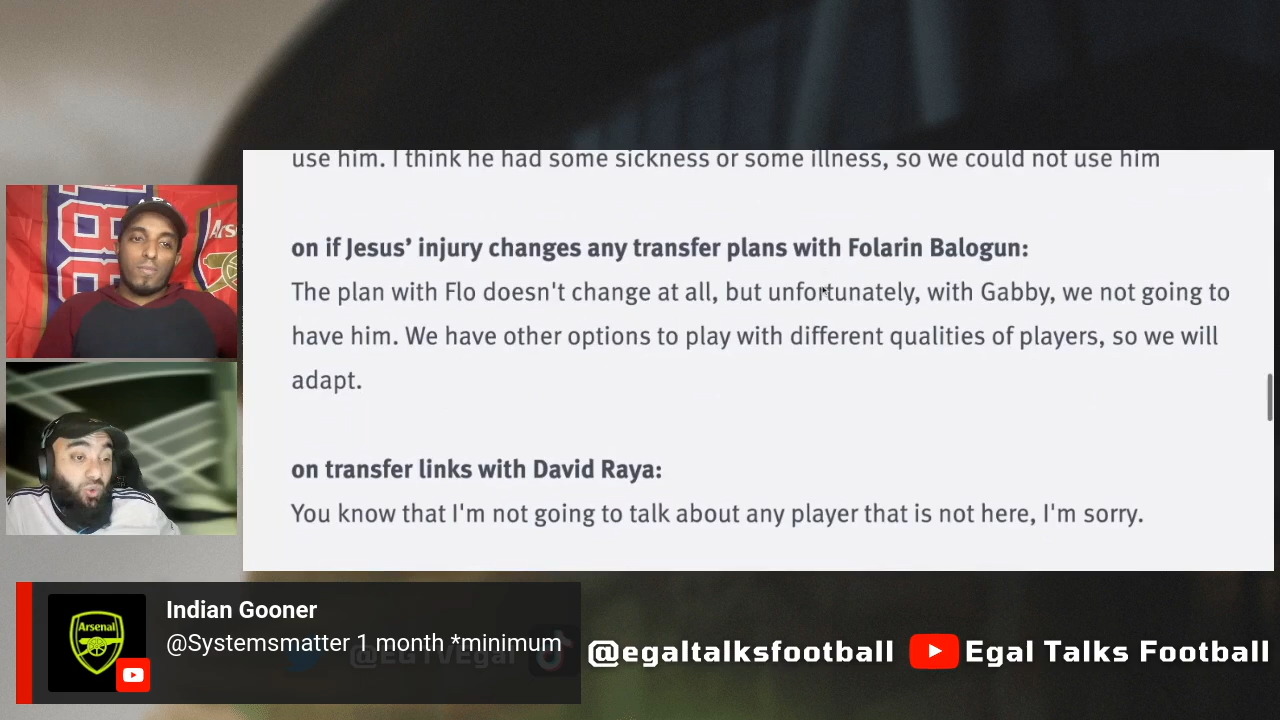 use him. I think he had some sickness or some illness, so we could not use him
on if Jesus’ injury changes any transfer plans with Folarin Balogun:
The plan with Flo doesn't change at all, but unfortunately, with Gabby, we not going to
have him. We have other options to play with different qualities of players, so we will
adapt.
on transfer links with David Raya:
You know that I'm not going to talk about any player that is not here, I'm sorry.
Arsenal
Indian Gooner
@Systemsmatter 1 month *minimum
@EGTVEgal
@egaltalksfootball
Egal Talks Football